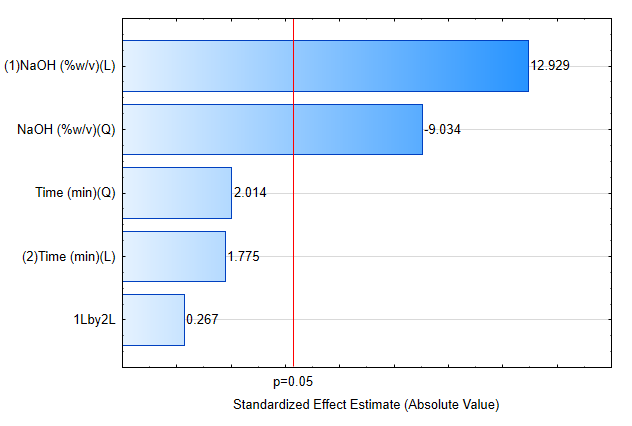 (1)NaOH (%w/v)(L) 12.929
NaOH (%w/v)(Q) -9.034
Time (min)(Q) 2.014
(2)Time (min)(L) 1.775
1Lby2L 0.267
p=0.05
Standardized Effect Estimate (Absolute Value)